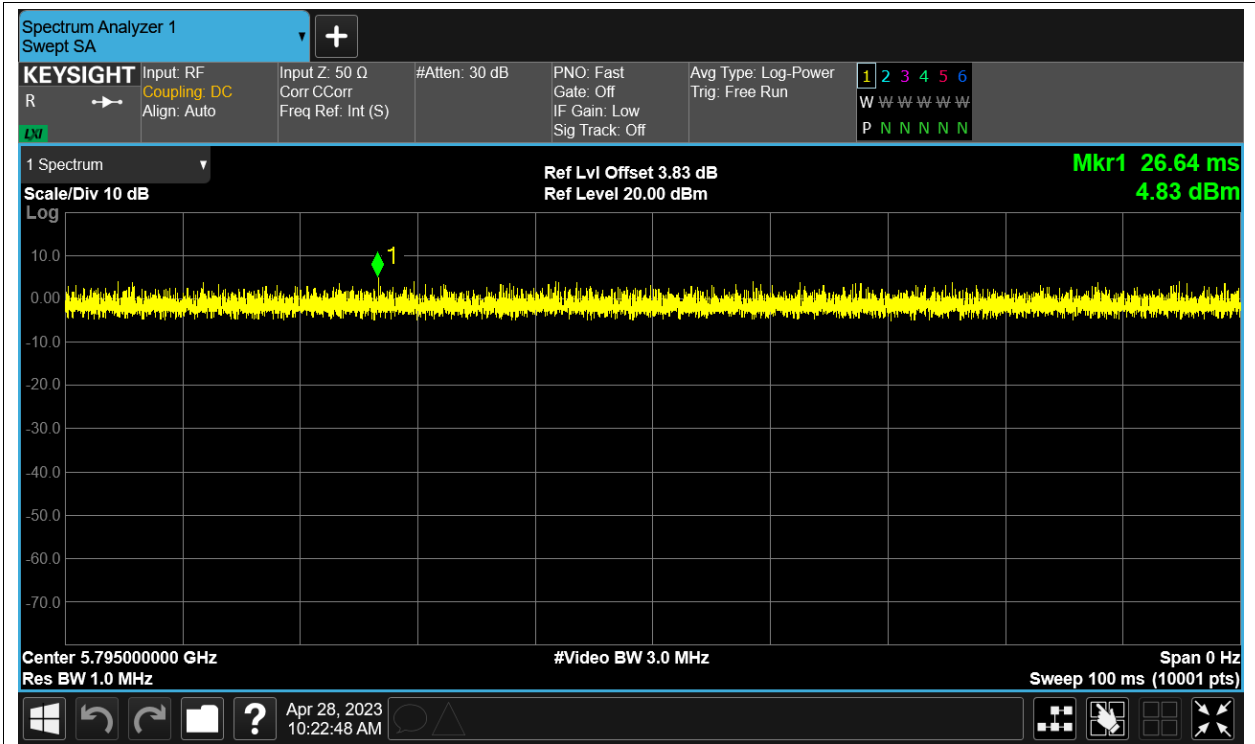 Spectrum Analyzer 1
Swept SA
KEYSIGHT
R
LXI
Input: RF
Coupling: DC
Align: Auto
Input Z: 50 Ω
Corr CCorr
Freq Ref: Int (S)
#Atten: 30 dB
PNO: Fast
Gate: Off
IF Gain: Low
Sig Track: Off
Avg Type: Log-Power
Trig: Free Run
1 2 3 4 5 6
W W W W W W
P N N N N N
1 Spectrum
Scale/Div 10 dB
Ref Lvl Offset 3.83 dB
Ref Level 20.00 dBm
Mkr1 26.64 ms
4.83 dBm
Log
1
10.0
0.00
-10.0
-20.0
-30.0
-40.0
-50.0
-60.0
-70.0
Center 5.795000000 GHz
#Video BW 3.0 MHz
Span 0 Hz
Res BW 1.0 MHz
Sweep 100 ms (10001 pts)
?
Apr 28, 2023
10:22:48 AM